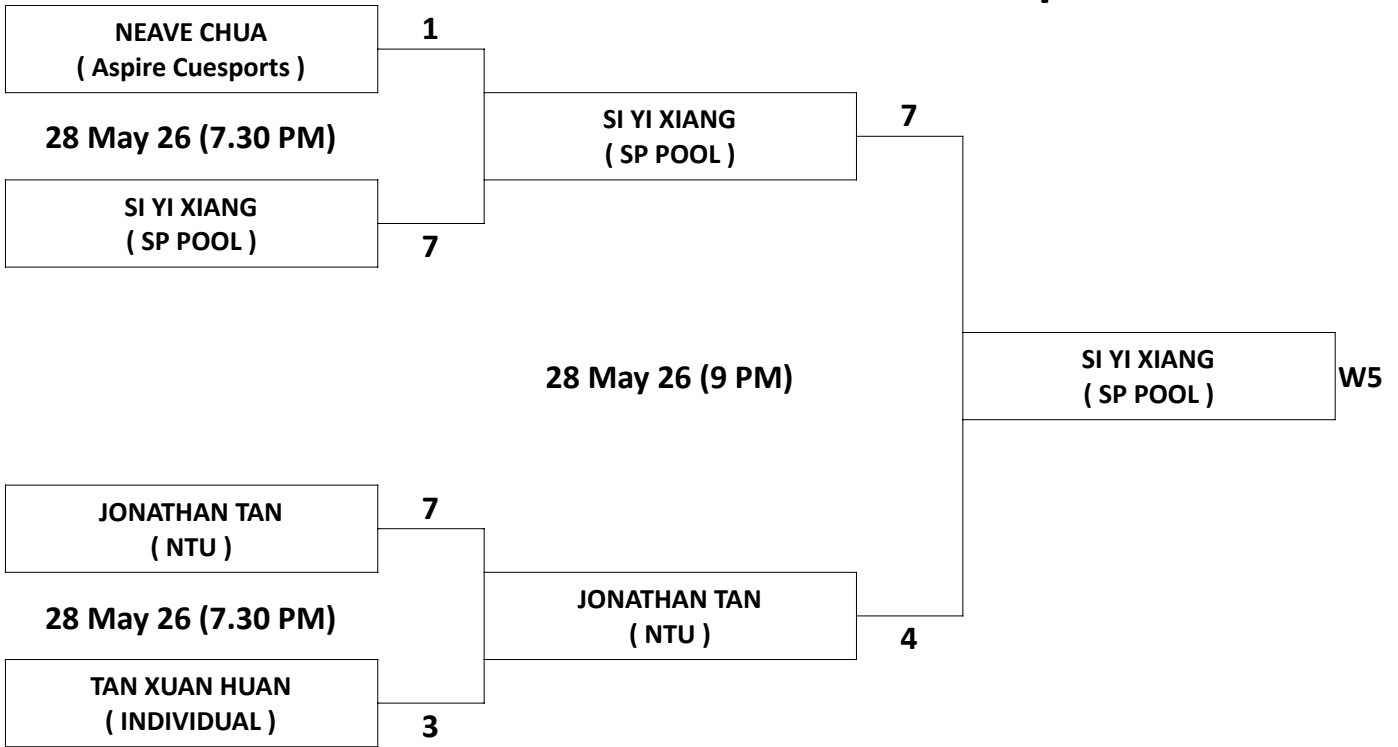 NEAVE CHUA
( Aspire Cuesports )
1
28 May 26 (7.30 PM)
SI YI XIANG
( SP POOL )
7
SI YI XIANG
( SP POOL )
7
28 May 26 (9 PM)
SI YI XIANG
( SP POOL )
W5
JONATHAN TAN
( NTU )
7
28 May 26 (7.30 PM)
JONATHAN TAN
( NTU )
4
TAN XUAN HUAN
( INDIVIDUAL )
3